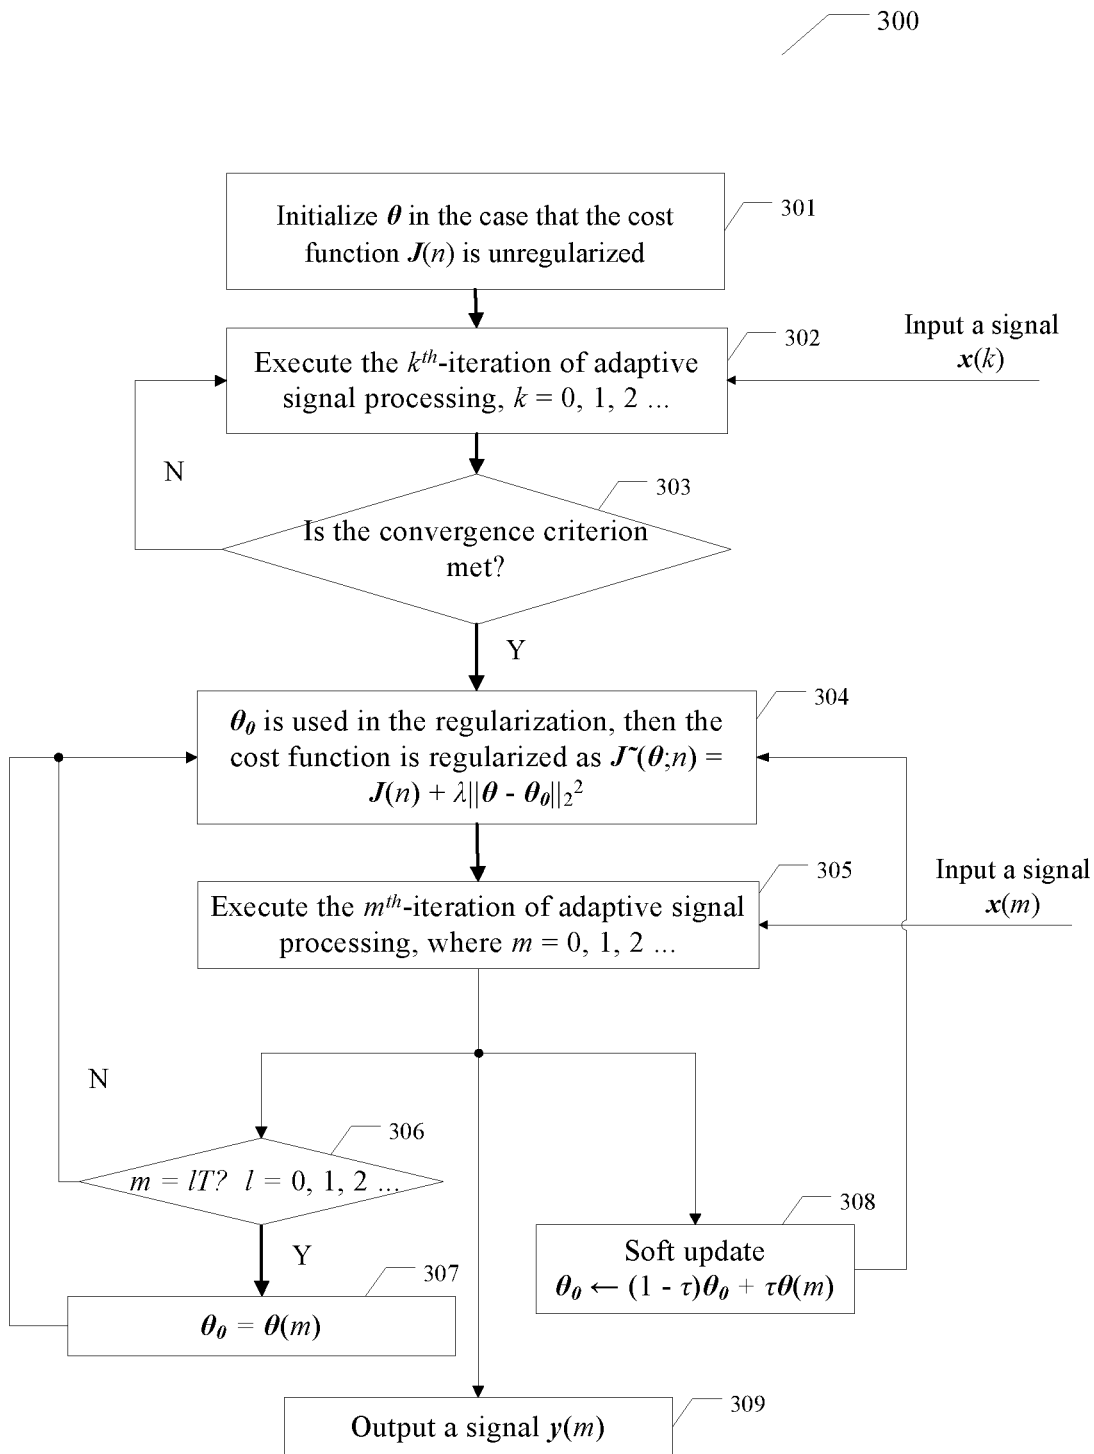 300
Initialize θ in the case that the cost
function J(n) is unregularized
301
Execute the kᵗʰ-iteration of adaptive
signal processing, k = 0, 1, 2 ...
302
Input a signal
x(k)
N
303
Is the convergence criterion
met?
Y
304
θ₀ is used in the regularization, then the
cost function is regularized as J~(θ;n) =
J(n) + λ||θ - θ₀||₂²
305
Input a signal
x(m)
Execute the mᵗʰ-iteration of adaptive signal
processing, where m = 0, 1, 2 ...
N
306
m = lT? l = 0, 1, 2 ...
Y
307
θ₀ = θ(m)
308
Soft update
θ₀ ← (1 - τ)θ₀ + τθ(m)
309
Output a signal y(m)